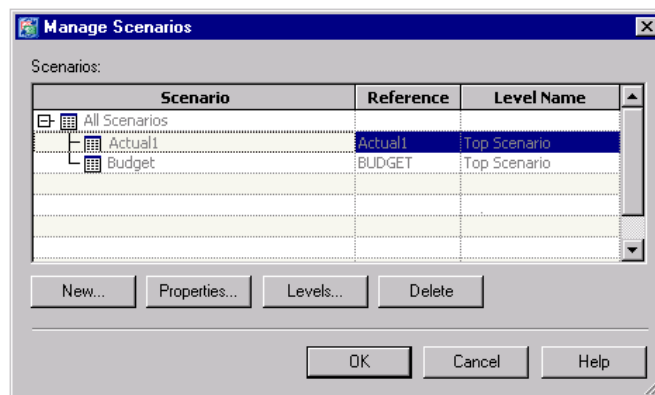 Manage Scenarios
Scenarios:
Scenario Reference Level Name
All Scenarios
Actual1 Actual1 Top Scenario
Budget BUDGET Top Scenario
New... Properties... Levels... Delete
OK Cancel Help